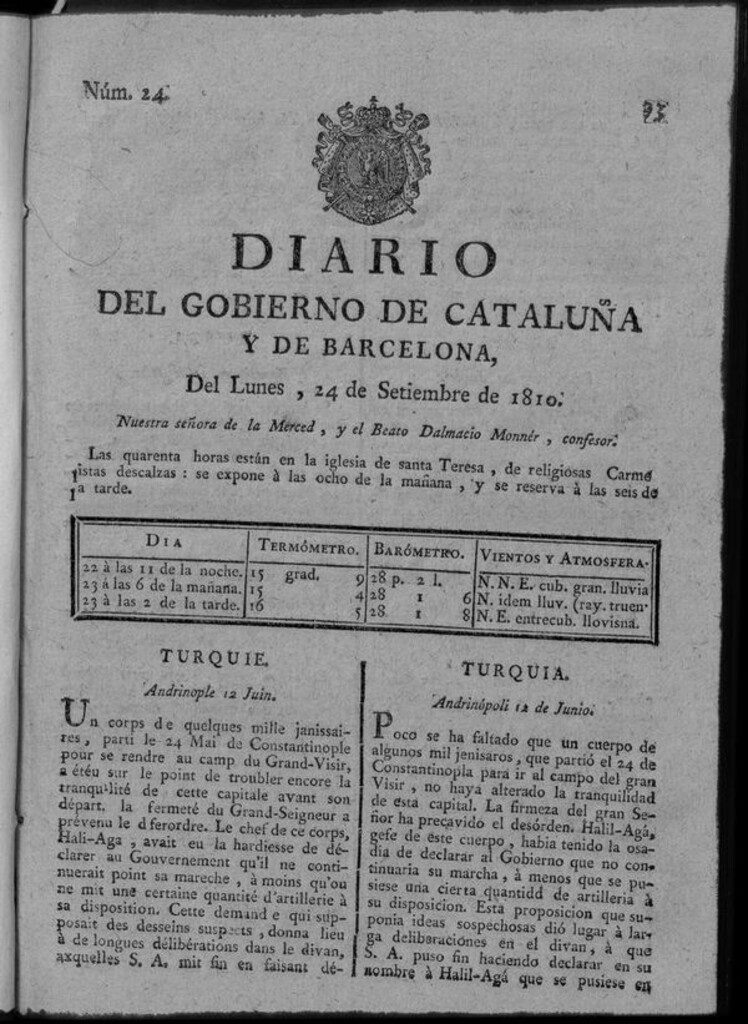 Núm. 24.
DIARIO
DEL GOBIERNO DE CATALUÑA
Y DE BARCELONA,
Del Lunes, 24 de Setiembre de 1810.
Nuestra señora de la Merced, y el Beato Dalmacio Monnér, confesor.
Las quarenta horas están en la iglesia de santa Teresa, de religiosas Carme
listas descalzas: se expone à las ocho de la mañana, y se reserva à las seis de
la tarde.
DIA TERMÓMETRO. BARÓMETRO. VIENTOS Y ATMOSFERA.
22 à las 11 de la noche. 15 grad. 9 28 p. 2 l. N. N. E. cub. gran. lluvia
23 á las 6 de la mañana. 15 4 28 1 6 N. idem lluv. (ray. truen-
23 à las 2 de la tarde. 16 5 28. 1 8 N. E. entrecub. llovisna.
TURQUIE.
Andrinople 12 Juin.
Un corps de quelques mille janissai-
res, parti le 24 Mai de Constantinople
pour se rendre au camp du Grand-Visir,
a étéu sur le point de troubler encore la
tranquilité de cette capitale avant son
départ. la fermeté du Grand-Seigneur a
prévenu le dferordre. Le chef de ce corps,
Hali-Aga, avait eu la hardiesse de dé-
clarer au Gouvernement qu'il ne conti-
nuerait point sa mareche, à moins qu'ou
ne mit une certaine quantité d'artillerie à
sa disposition. Cette demande qui sup-
posait des desseins suspects, donna lieu
à de longues délibérations dans le divan,
axquelles S. A. mit fin en faisant dé-
TURQUIA.
Andrinópoli 12 de Junio.
Poco se ha faltado que un cuerpo de
algunos mil jenisaros, que partió el 24 de
Constantinopla para ir al campo del gran
Visir, no haya alterado la tranquilidad
de esta capital. La firmeza del gran Se-
ñor ha precavido el desórden. Halil-Agá,
gefe de este cuerpo, habia tenido la osa-
dia de declarar al Gobierno que no con-
tinuaria su marcha, à menos que se pu-
siese una cierta quantidd de artilleria à
su disposicion. Esta proposicion que su-
ponia ideas sospechosas dió lugar à lar-
ga deliberaciones en el divan, à que
S. A. puso fin haciendo declarar en su
nombre à Halil-Agá que se pusiese en